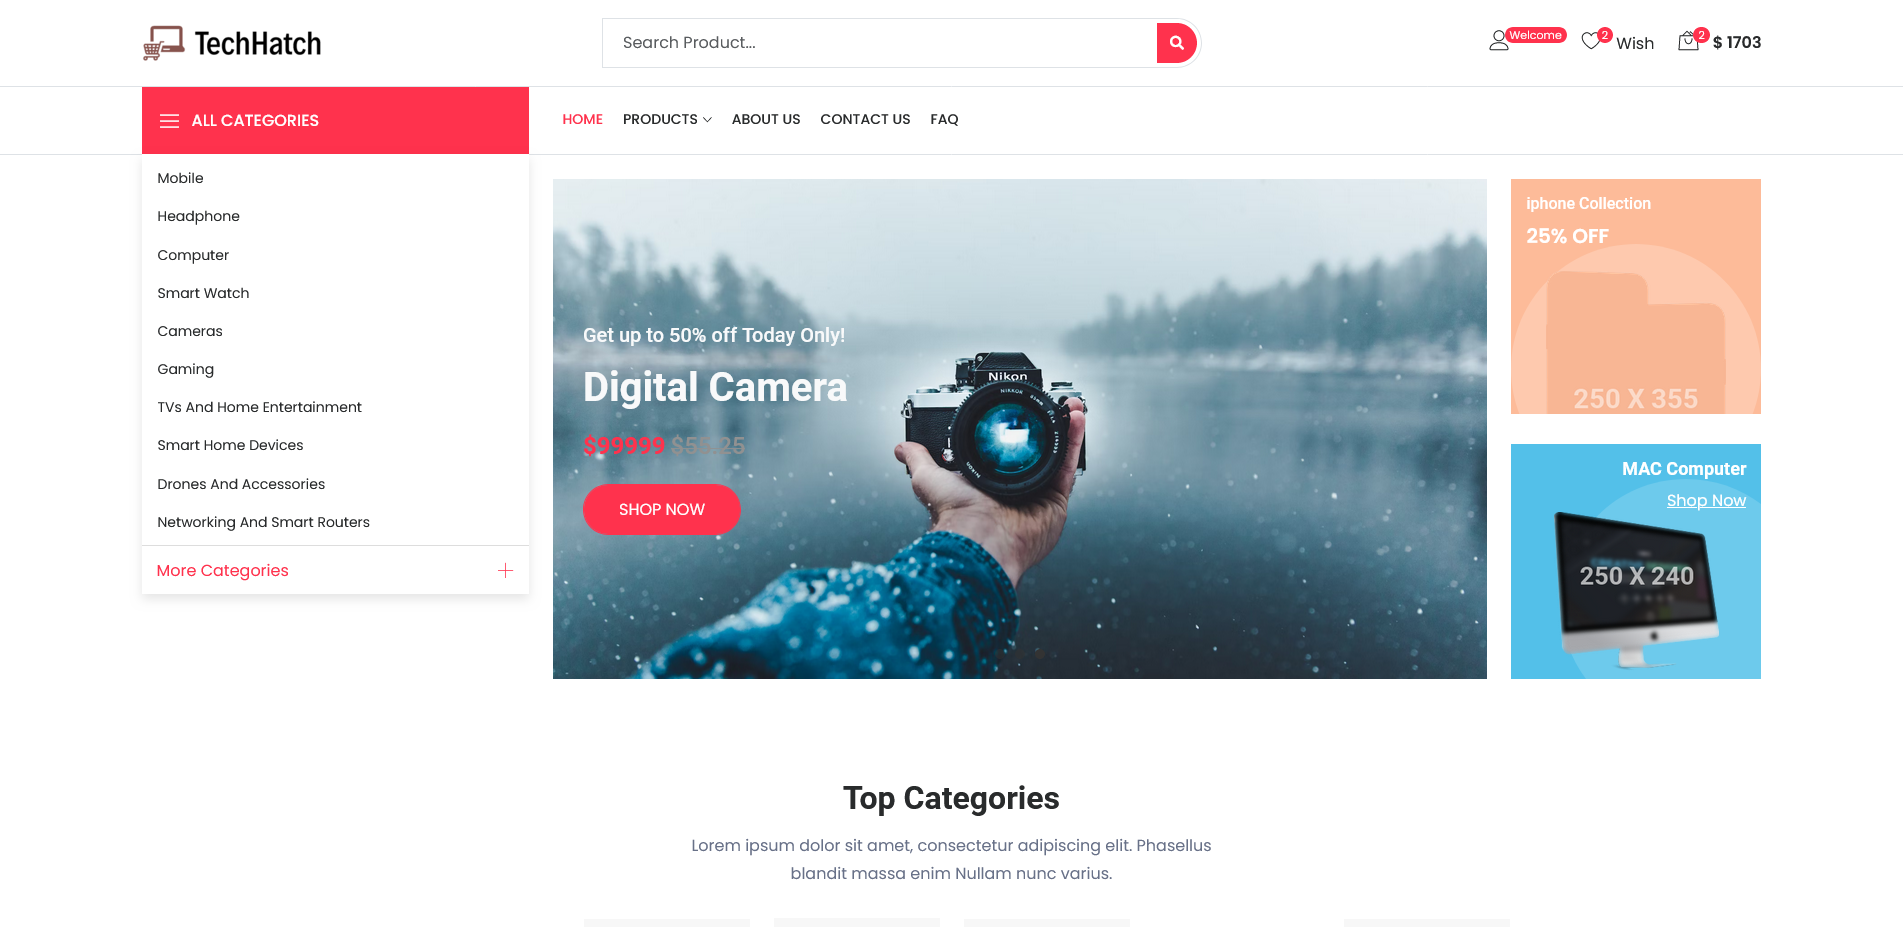 TechHatch
Search Product...
Welcome
2
Wish
2
$ 1703
ALL CATEGORIES
HOME
PRODUCTS
ABOUT US
CONTACT US
FAQ
Mobile
Headphone
Computer
Smart Watch
Cameras
Gaming
TVs And Home Entertainment
Smart Home Devices
Drones And Accessories
Networking And Smart Routers
More Categories
Get up to 50% off Today Only!
Digital Camera
$99999 $55.25
SHOP NOW
Nikon
NIKKOR
iphone Collection
25% OFF
250 X 355
MAC Computer
Shop Now
250 X 240
Top Categories
Lorem ipsum dolor sit amet, consectetur adipiscing elit. Phasellus
blandit massa enim Nullam nunc varius.